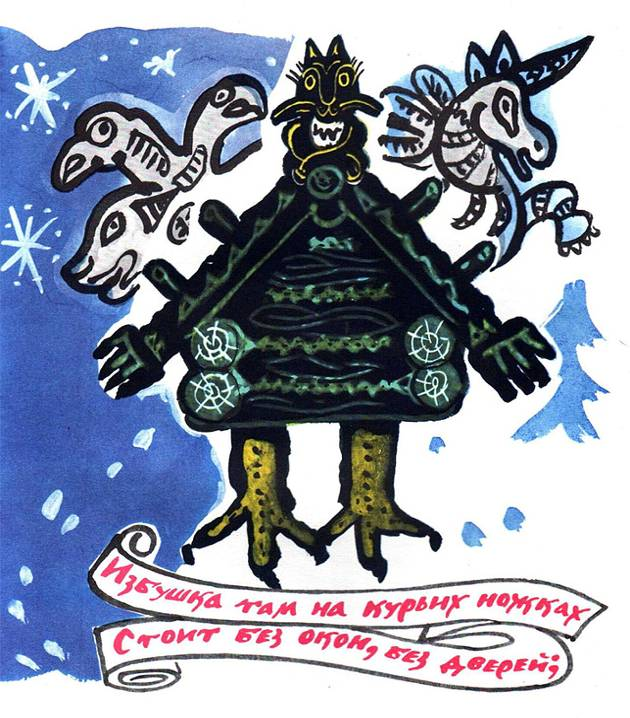 Избушка там на курьих ножках
Стоит без окон, без дверей;